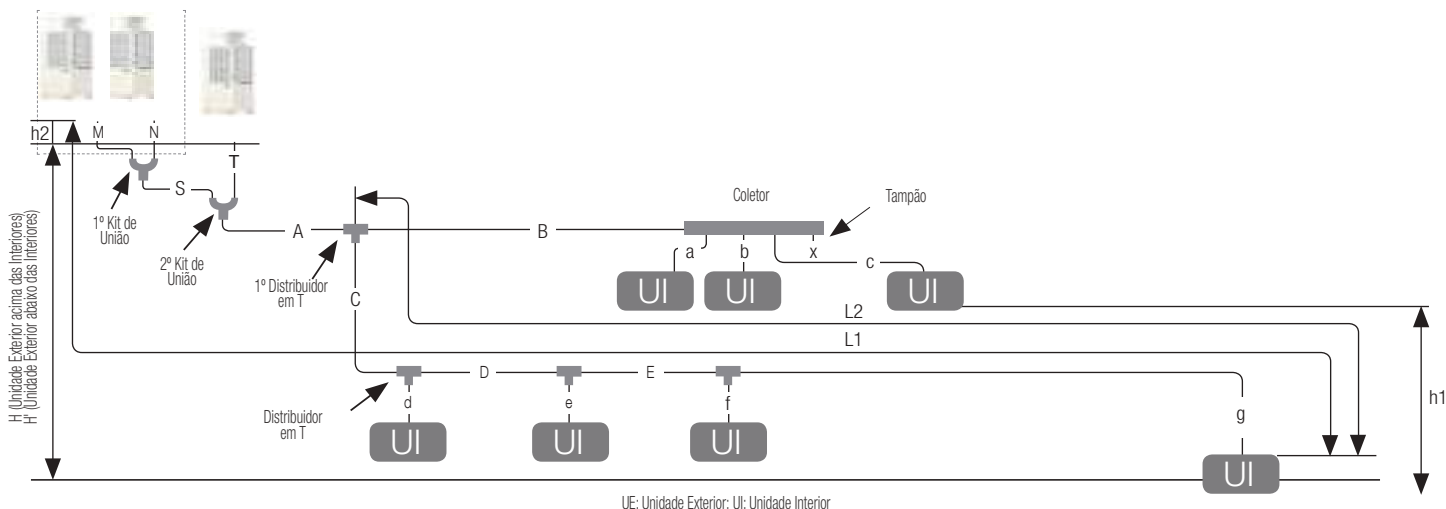 h2
M
N
T
S
1º Kit de
União
2º Kit de
União
A
1º Distribuidor
em T
B
Coletor
Tampão
a
b
x
c
UI
UI
UI
C
L2
L1
H (Unidade Exterior acima das Interiores)
H' (Unidade Exterior abaixo das Interiores)
h1
D
E
Distribuidor
em T
d
e
f
g
UI
UI
UI
UI
UE: Unidade Exterior; UI: Unidade Interior